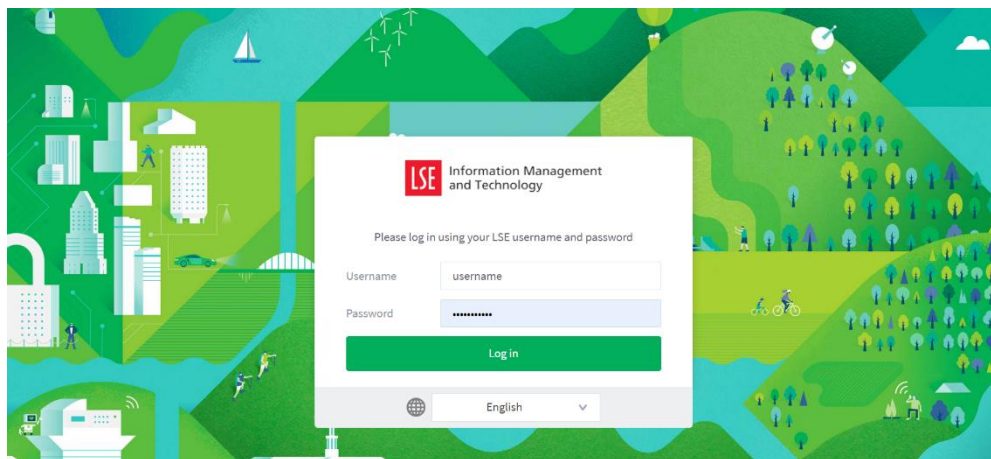 LSE
Information Management
and Technology
Please log in using your LSE username and password
Username
username
Password
•••••••••••
Log in
English